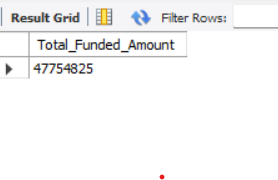 Result Grid Filter Rows:
Total_Funded_Amount
47754825